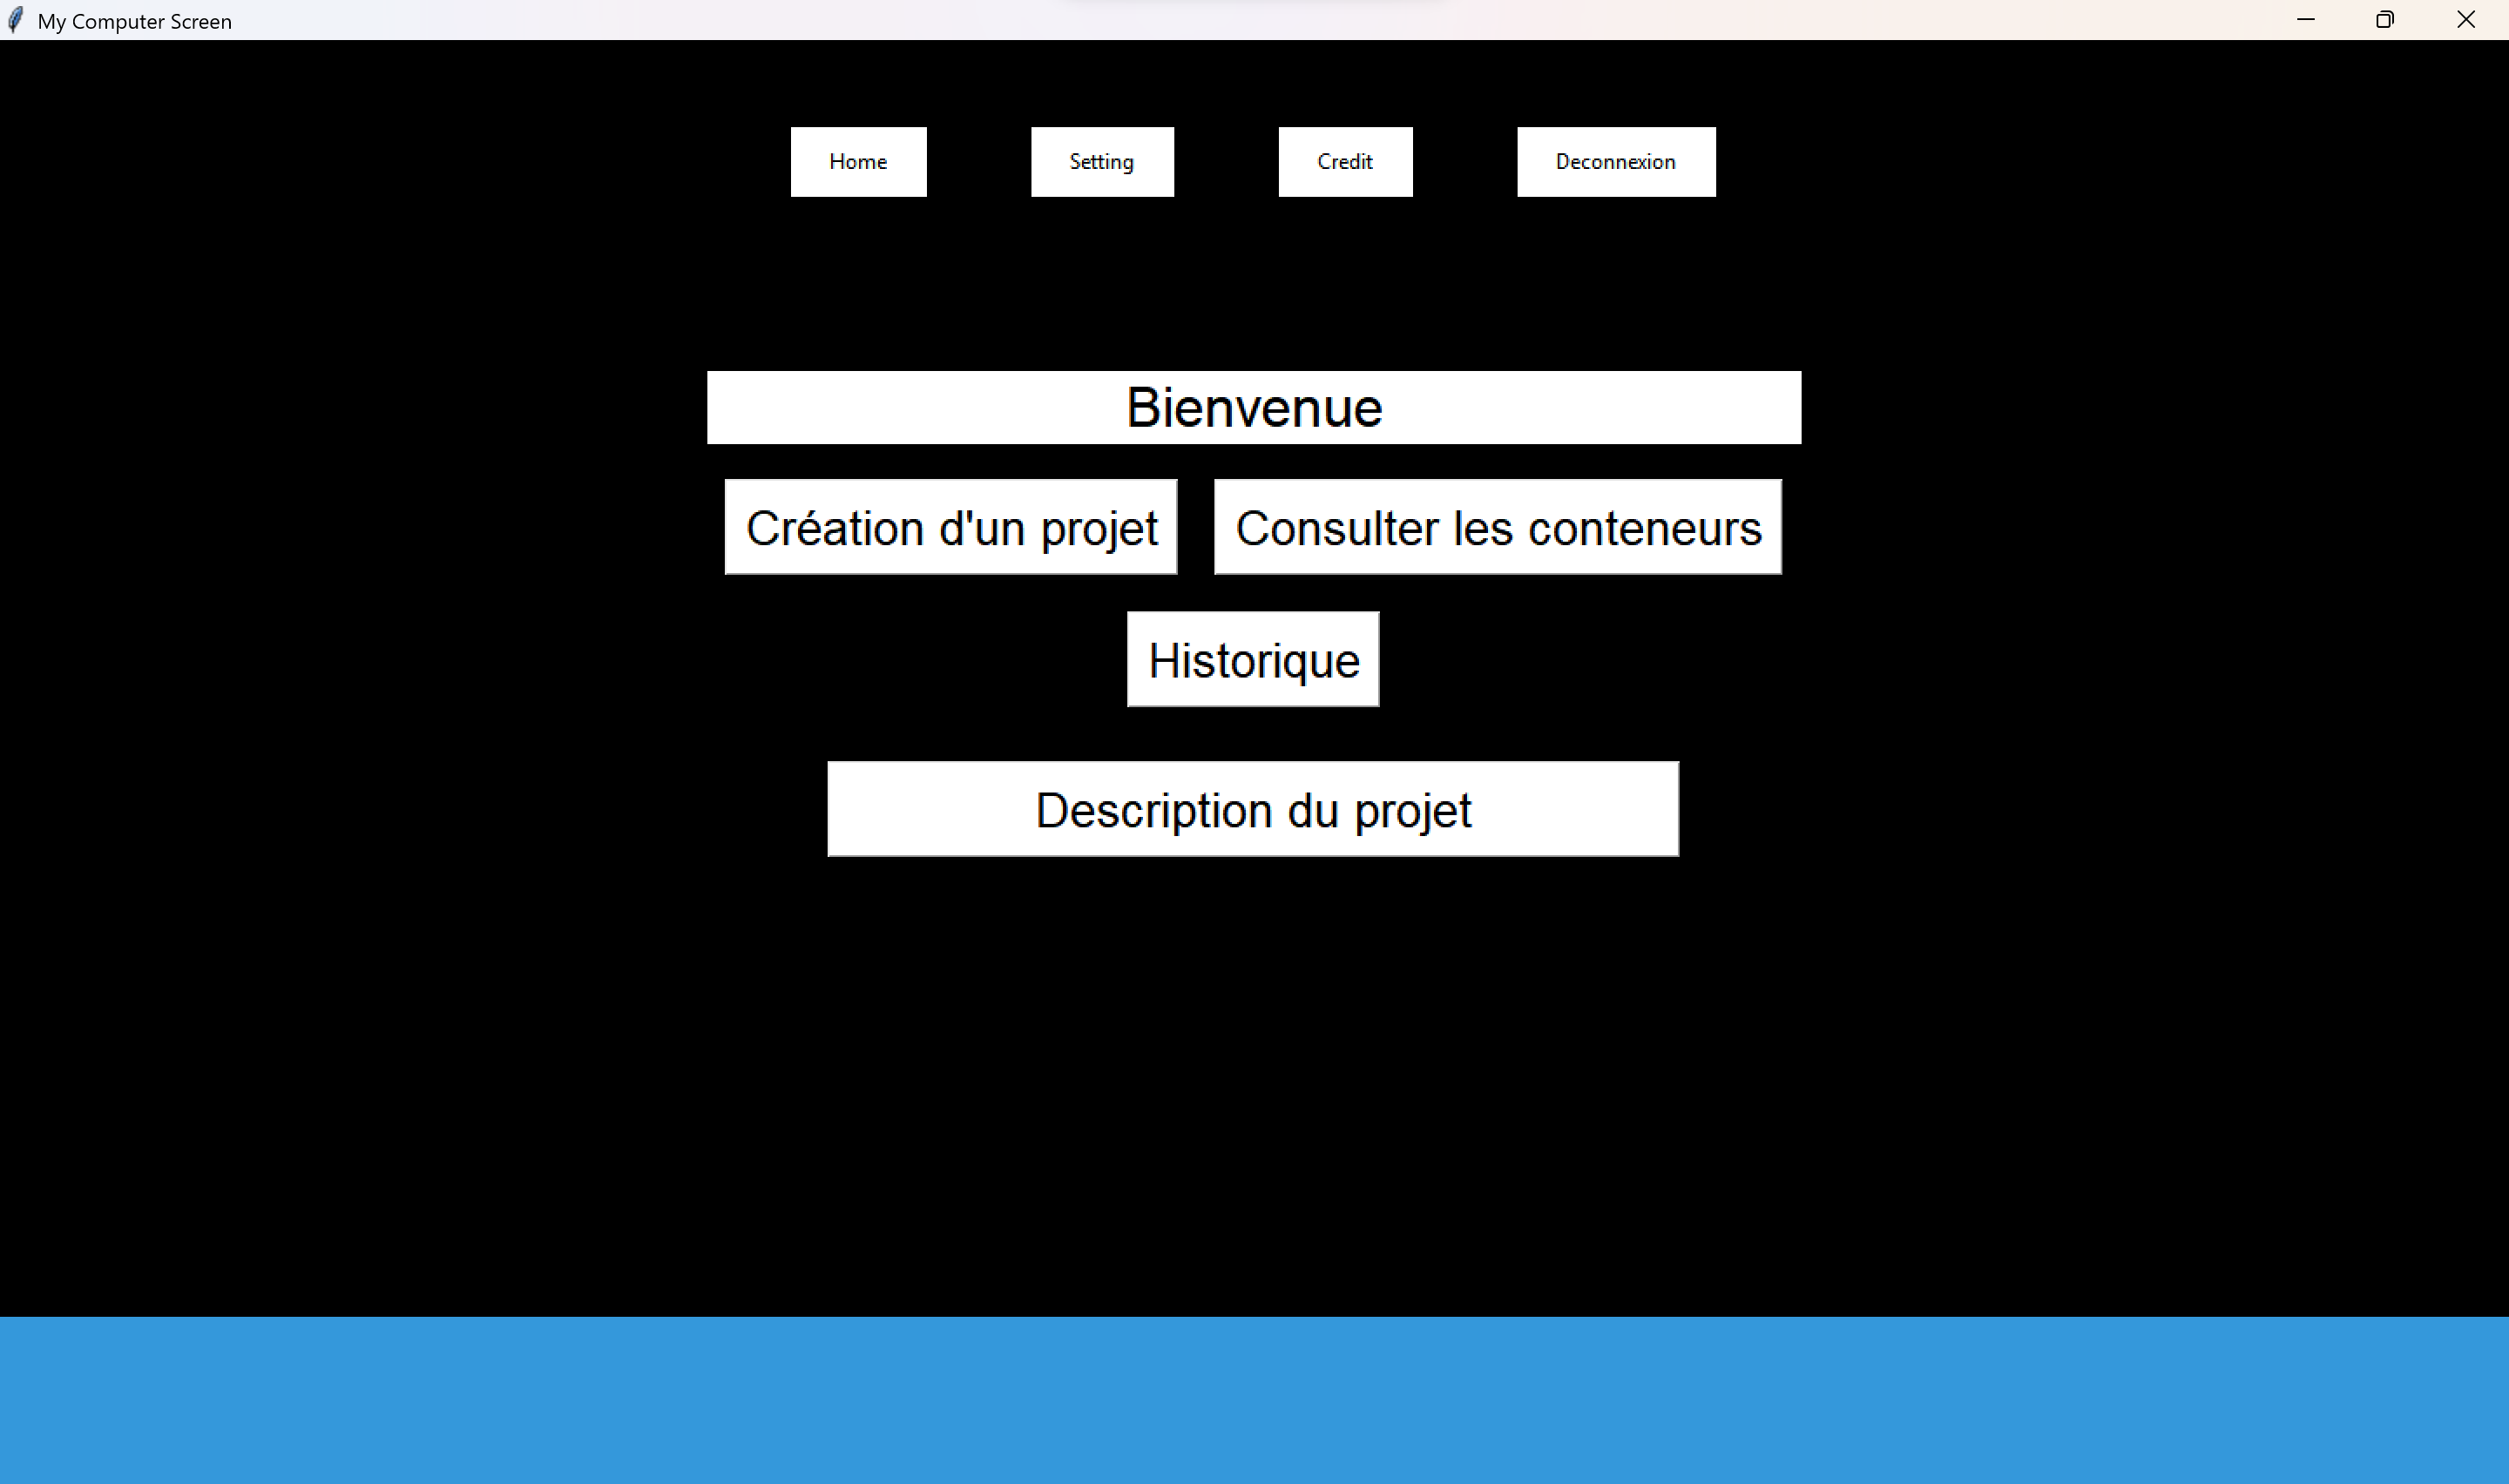 My Computer Screen
Home Setting Credit Deconnexion
Bienvenue
Création d'un projet Consulter les conteneurs
Historique
Description du projet